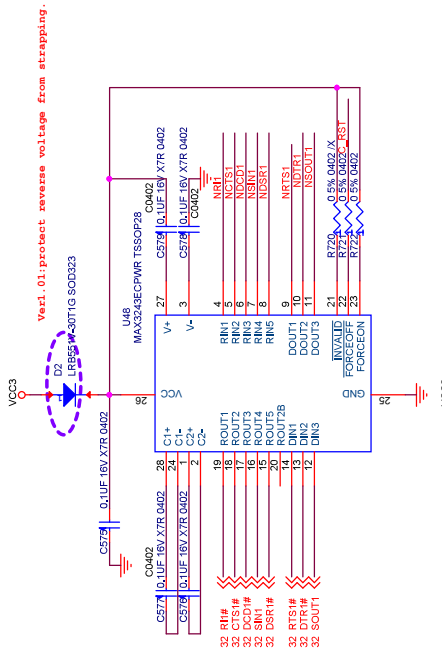 Ver1.01:protect reverse voltage from strapping.
VCC3
D2
LRB551V-30T1G SOD323
1
C575
0.1UF 16V X7R 0402
C577
0.1UF 16V X7R 0402
C0402
C576
0.1UF 16V X7R 0402
C579
0.1UF 16V X7R 0402
C0402
C578
0.1UF 16V X7R 0402
C0402
U48
MAX3243ECPWR TSSOP28
26
VCC
28 C1+
24 C1-
1 C2+
2 C2-
27 V+
3 V-
32 RI1# 19 ROUT1
32 CTS1# 18 ROUT2
32 DCD1# 17 ROUT3
32 SIN1 16 ROUT4
32 DSR1# 15 ROUT5
20 ROUT2B
32 RTS1# 14 DIN1
32 DTR1# 13 DIN2
32 SOUT1 12 DIN3
RIN1 4 NRI1
RIN2 5 NCTS1
RIN3 6 NDCD1
RIN4 7 NSIN1
RIN5 8 NDSR1
DOUT1 9 NRTS1
DOUT2 10 NDTR1
DOUT3 11 NSOUT1
INVALID 21 R720 0 5% 0402 /X
FORCEOFF 22 R721 0 5% 0402
FORCEON 23 R722 0 5% 0402
GND
25